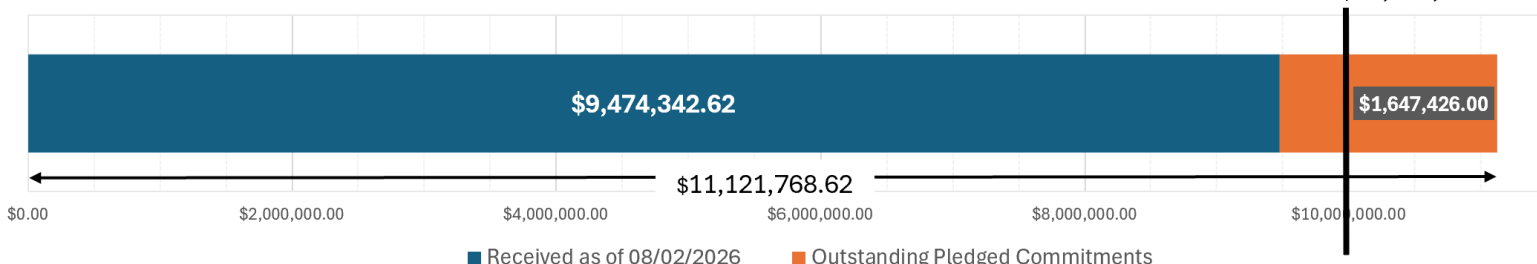 $9,474,342.62
$1,647,426.00
$11,121,768.62
$0.00 $2,000,000.00 $4,000,000.00 $6,000,000.00 $8,000,000.00 $10,000,000.00
Received as of 08/02/2026 Outstanding Pledged Commitments